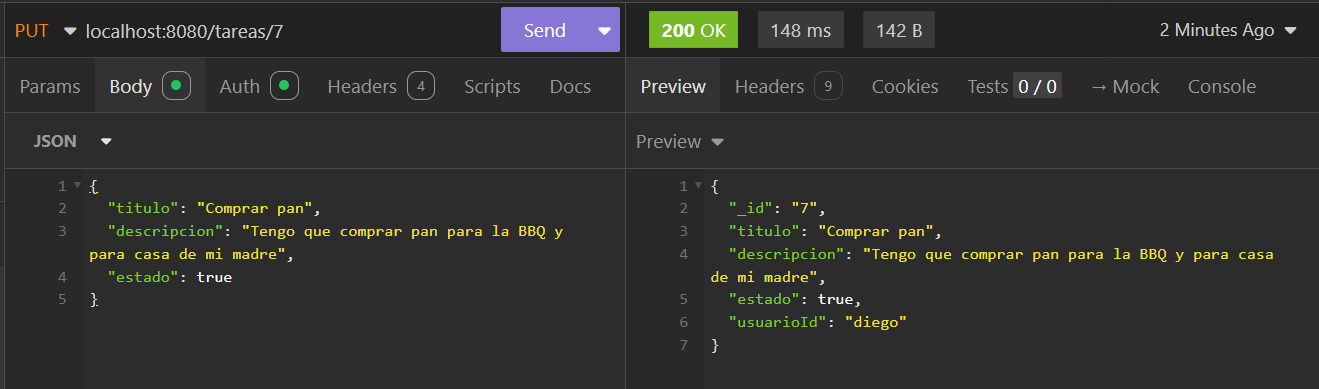 PUT localhost:8080/tareas/7 Send
Params Body Auth Headers 4 Scripts Docs
JSON
1 {
2 "titulo": "Comprar pan",
3 "descripcion": "Tengo que comprar pan para la BBQ y
para casa de mi madre",
4 "estado": true
5 }
200 OK 148 ms 142 B 2 Minutes Ago
Preview Headers 9 Cookies Tests 0 / 0 → Mock Console
Preview
1 {
2 "_id": "7",
3 "titulo": "Comprar pan",
4 "descripcion": "Tengo que comprar pan para la BBQ y para casa
de mi madre",
5 "estado": true,
6 "usuarioId": "diego"
7 }